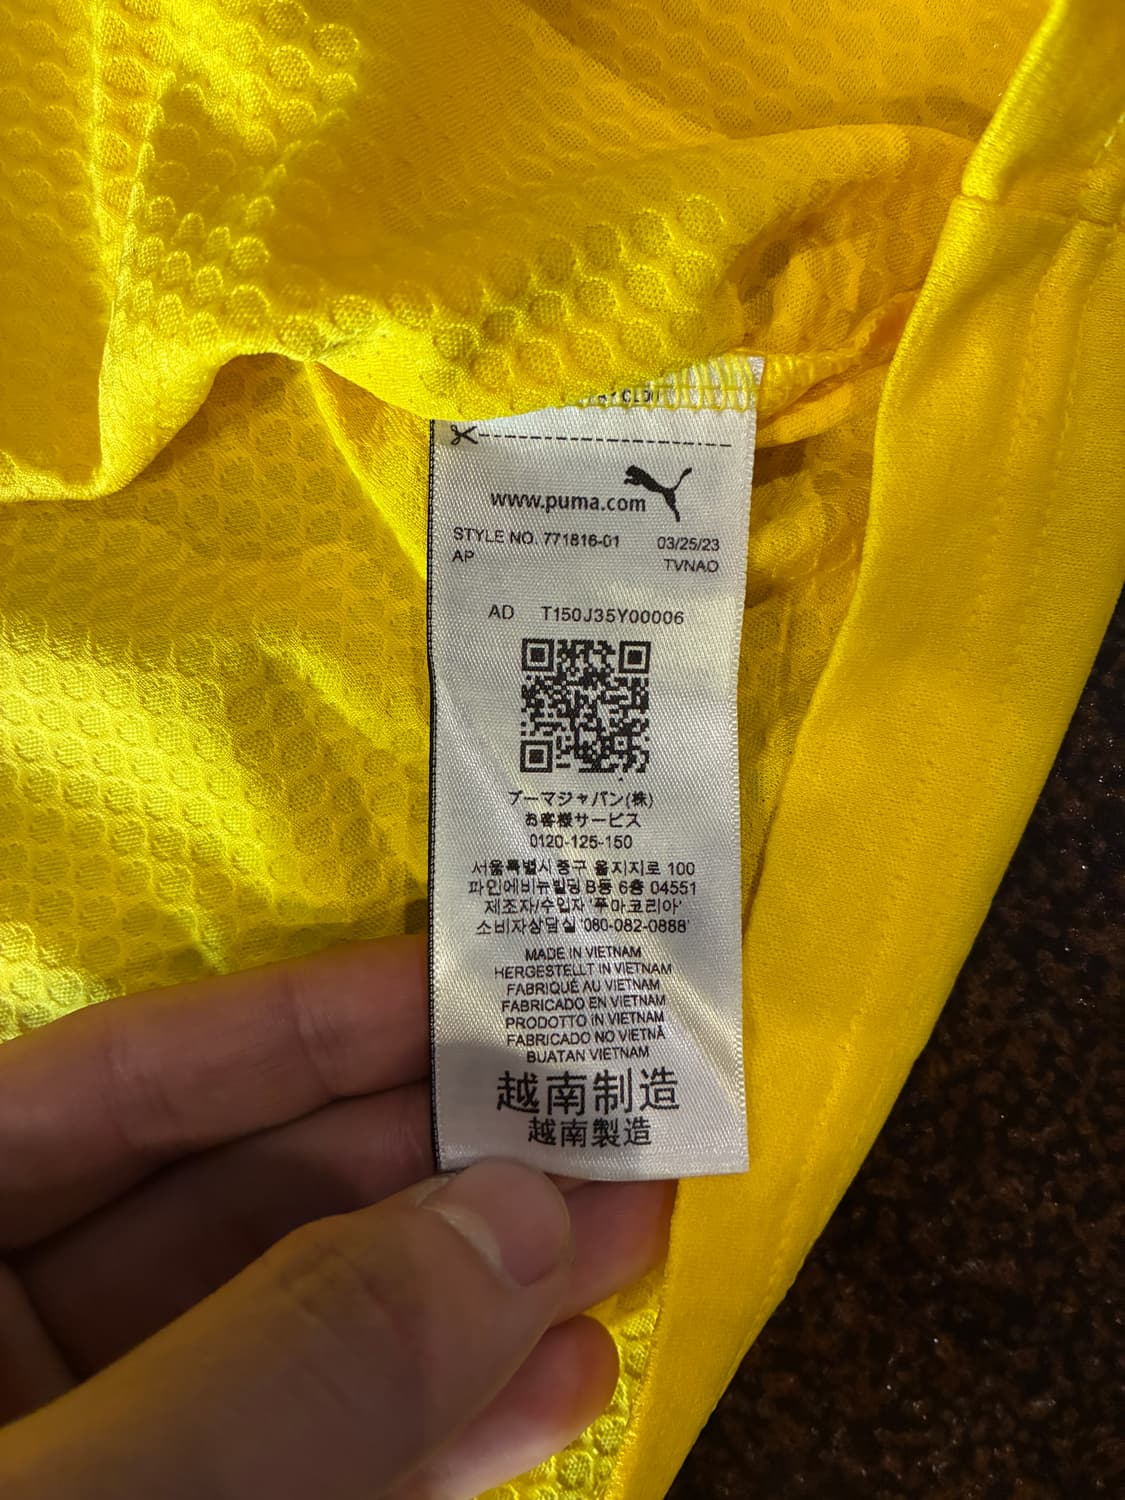 www.puma.com
STYLE NO. 771816-01 03/25/23
AP TVNAO
AD T150J35Y00006
プーマジャパン(株)
お客様サービス
0120-125-150
서울특별시 중구 을지지로 100
파인에비뉴빌딩 B동 6층 04551
제조자/수입자 '푸마코리아'
소비자상담실 '080-082-0888'
MADE IN VIETNAM
HERGESTELLT IN VIETNAM
FABRIQUÉ AU VIETNAM
FABRICADO EN VIETNAM
PRODOTTO IN VIETNAM
FABRICADO NO VIETNÃ
BUATAN VIETNAM
越南制造
越南製造